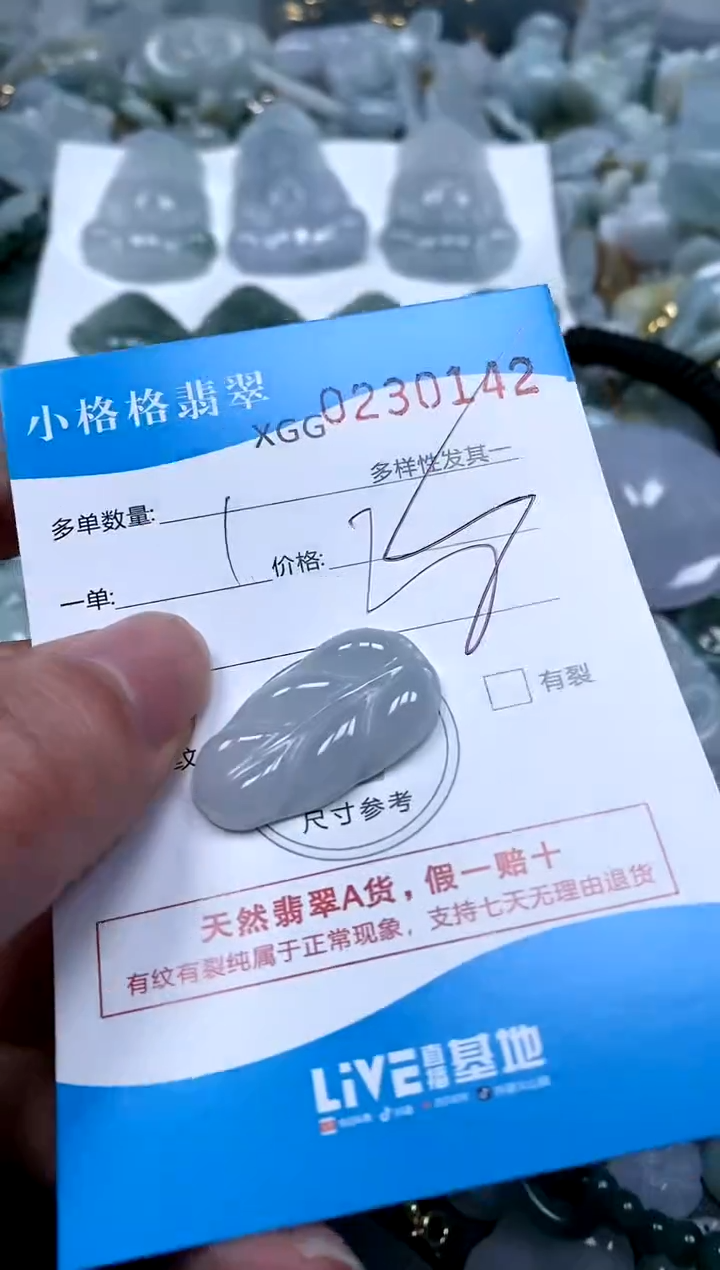 小格格翡翠
XGG0230142
多样性发其一
多单数量:
一单:
价格:
纹
有裂
尺寸参考
天然翡翠A货，假一赔十
有纹有裂纯属于正常现象，支持七天无理由退货
LiVE直播基地